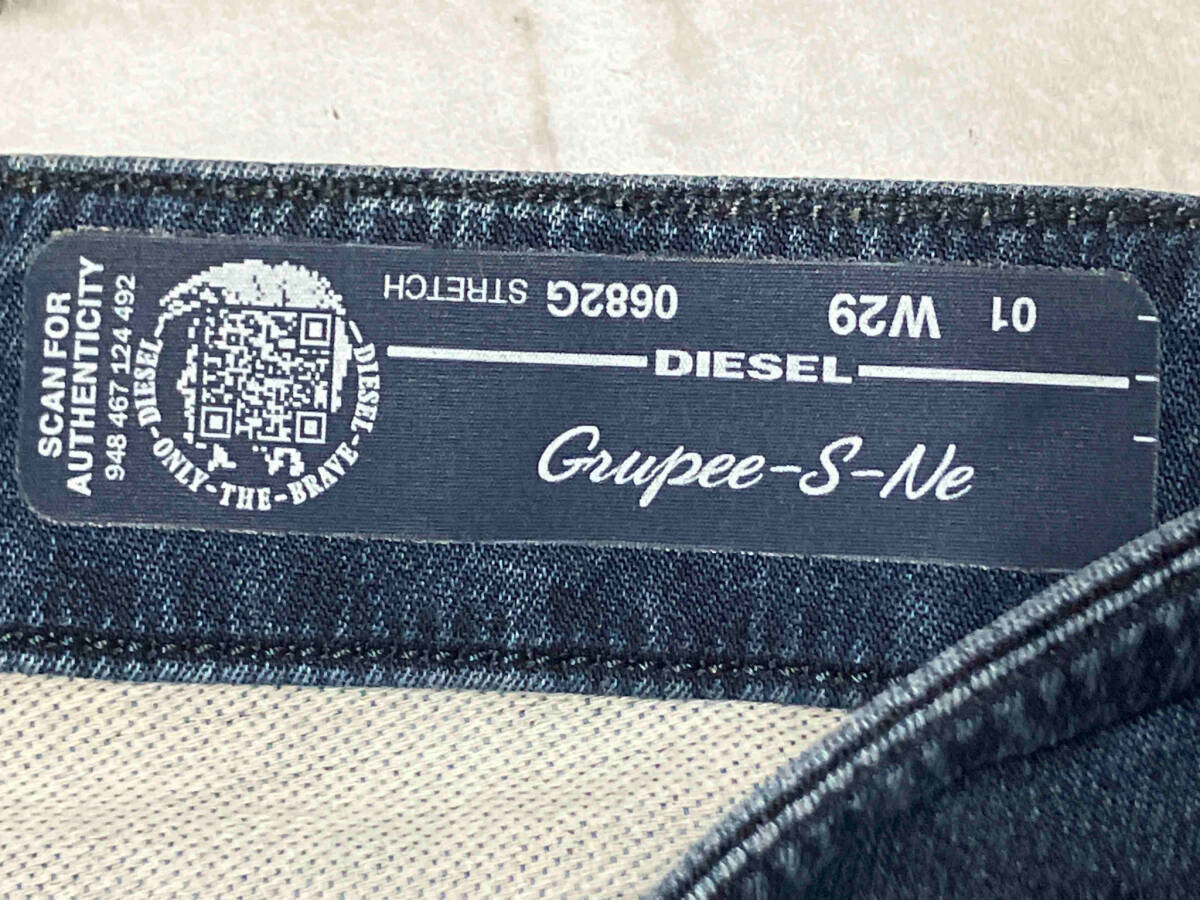 SCAN FOR
AUTHENTICITY
948 467 124 492
DIESEL-ONLY-THE-BRAVE-DIESEL
01 W29 0682G STRETCH
DIESEL
Grupee-S-Ne